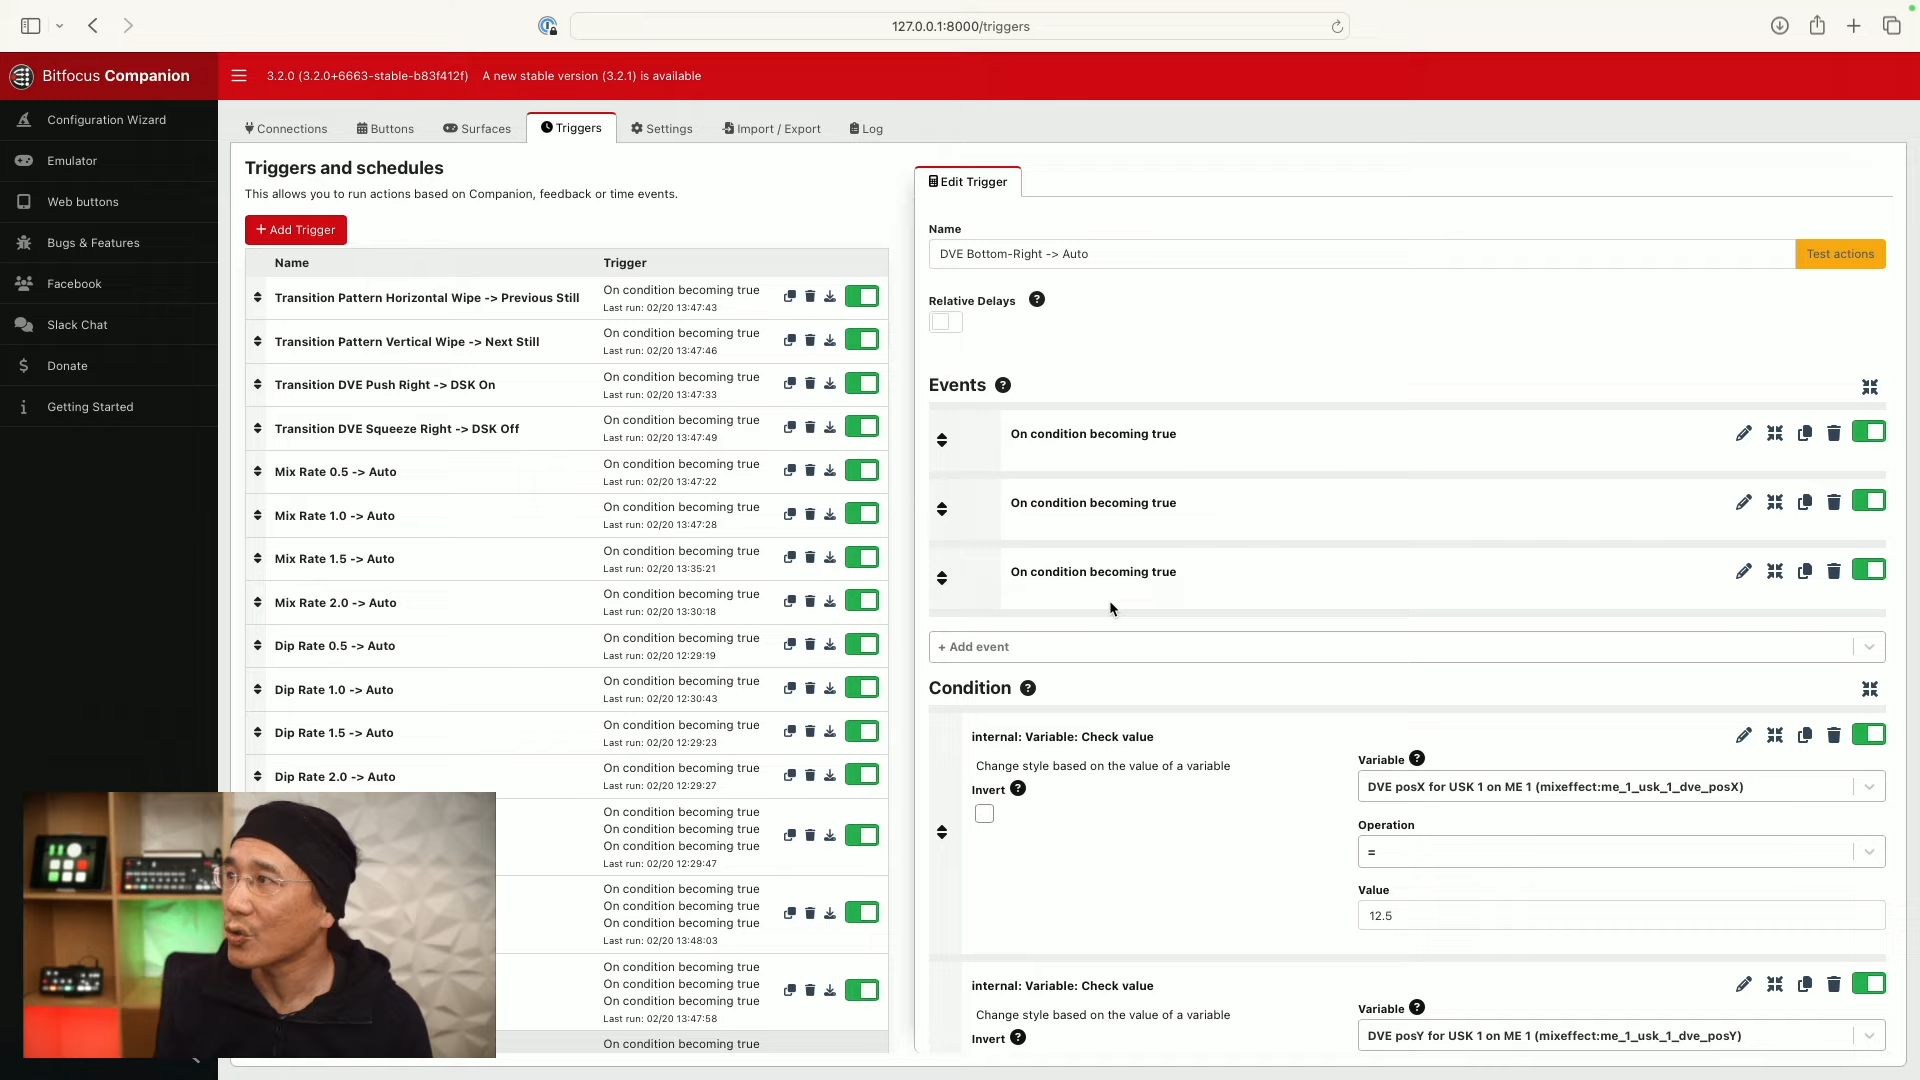 127.0.0.1:8000/triggers
Bitfocus Companion
3.2.0 (3.2.0+6663-stable-b83f412f)
A new stable version (3.2.1) is available
Configuration Wizard
Emulator
Web buttons
Bugs & Features
Facebook
Slack Chat
Donate
Getting Started
Connections
Buttons
Surfaces
Triggers
Settings
Import / Export
Log
Triggers and schedules
This allows you to run actions based on Companion, feedback or time events.
+ Add Trigger
Name
Trigger
Transition Pattern Horizontal Wipe -> Previous Still
On condition becoming true
Last run: 02/20 13:47:43
Transition Pattern Vertical Wipe -> Next Still
On condition becoming true
Last run: 02/20 13:47:46
Transition DVE Push Right -> DSK On
On condition becoming true
Last run: 02/20 13:47:33
Transition DVE Squeeze Right -> DSK Off
On condition becoming true
Last run: 02/20 13:47:49
Mix Rate 0.5 -> Auto
On condition becoming true
Last run: 02/20 13:47:22
Mix Rate 1.0 -> Auto
On condition becoming true
Last run: 02/20 13:47:28
Mix Rate 1.5 -> Auto
On condition becoming true
Last run: 02/20 13:35:21
Mix Rate 2.0 -> Auto
On condition becoming true
Last run: 02/20 13:30:18
Dip Rate 0.5 -> Auto
On condition becoming true
Last run: 02/20 12:29:19
Dip Rate 1.0 -> Auto
On condition becoming true
Last run: 02/20 12:30:43
Dip Rate 1.5 -> Auto
On condition becoming true
Last run: 02/20 12:29:23
Dip Rate 2.0 -> Auto
On condition becoming true
Last run: 02/20 12:29:27
On condition becoming true
On condition becoming true
On condition becoming true
Last run: 02/20 12:29:47
On condition becoming true
On condition becoming true
On condition becoming true
Last run: 02/20 13:48:03
On condition becoming true
On condition becoming true
On condition becoming true
Last run: 02/20 13:47:58
On condition becoming true
Edit Trigger
Name
DVE Bottom-Right -> Auto
Test actions
Relative Delays
Events
On condition becoming true
On condition becoming true
On condition becoming true
+ Add event
Condition
internal: Variable: Check value
Change style based on the value of a variable
Invert
Variable
DVE posX for USK 1 on ME 1 (mixeffect:me_1_usk_1_dve_posX)
Operation
=
Value
12.5
internal: Variable: Check value
Change style based on the value of a variable
Invert
Variable
DVE posY for USK 1 on ME 1 (mixeffect:me_1_usk_1_dve_posY)